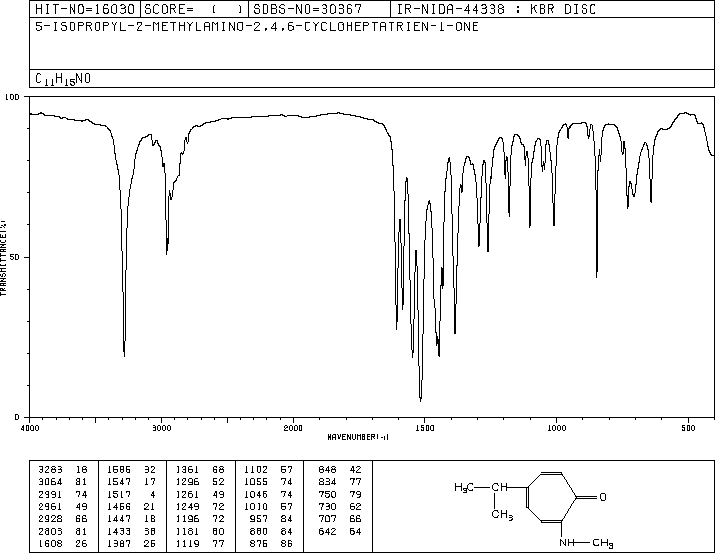 HIT-NO=16030 SCORE= ( ) SDBS-NO=30367 IR-NIDA-44338 : KBR DISC
5-ISOPROPYL-2-METHYLAMINO-2,4,6-CYCLOHEPTATRIEN-1-ONE
C11H15NO
100
TRANSMITTANCE(%)
50
0
4000 3000 2000 1500 1000 500
WAVENUMBER(-1)
3283 18 1586 32 1361 68 1102 57 848 42
3064 81 1547 17 1296 52 1055 74 834 77
2991 74 1517 4 1261 49 1046 74 750 79
2961 49 1456 21 1249 72 1010 57 730 62
2928 66 1447 18 1196 72 957 84 707 66
2803 81 1433 38 1181 60 880 84 642 64
1608 26 1387 25 1119 77 876 86
H3C CH
CH3
O
NH CH3